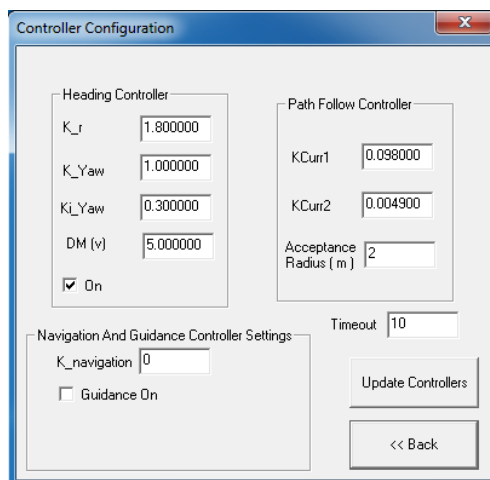 Controller Configuration
x
Heading Controller
K_r 1.800000
K_Yaw 1.000000
Ki_Yaw 0.300000
DM (v) 5.000000
On
Path Follow Controller
KCurr1 0.098000
KCurr2 0.004900
Acceptance
Radius ( m ) 2
Timeout 10
Navigation And Guidance Controller Settings
K_navigation 0
Guidance On
Update Controllers
<< Back